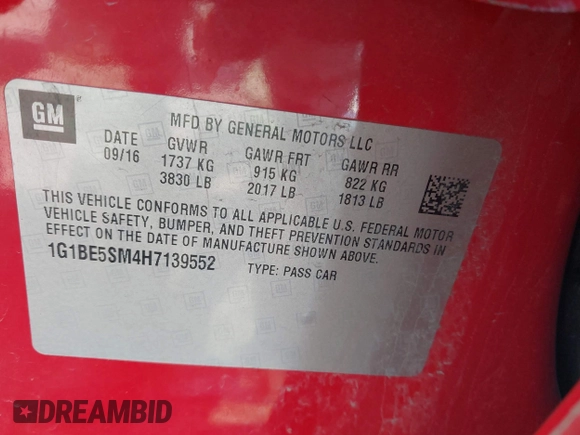 GM
MFD BY GENERAL MOTORS LLC
DATE GVWR GAWR FRT GAWR RR
09/16 1737 KG 915 KG 822 KG
3830 LB 2017 LB 1813 LB
THIS VEHICLE CONFORMS TO ALL APPLICABLE U.S. FEDERAL MOTOR
VEHICLE SAFETY, BUMPER, AND THEFT PREVENTION STANDARDS IN
EFFECT ON THE DATE OF MANUFACTURE SHOWN ABOVE.
1G1BE5SM4H7139552 TYPE: PASS CAR
DREAMBID